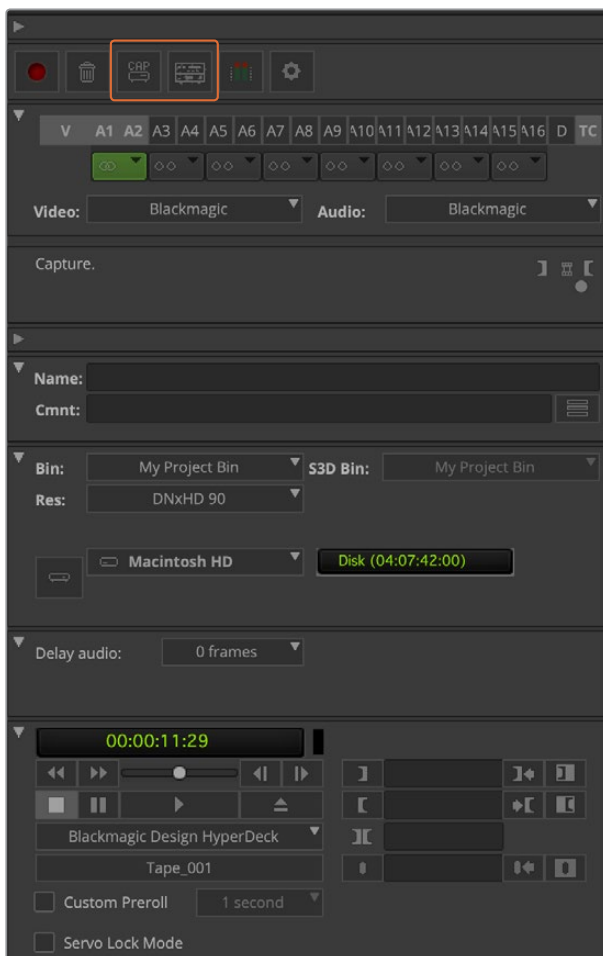 CAP
V A1 A2 A3 A4 A5 A6 A7 A8 A9 A10 A11 A12 A13 A14 A15 A16 D TC
Video: Blackmagic Audio: Blackmagic
Capture.
Name:
Cmnt:
Bin: My Project Bin S3D Bin: My Project Bin
Res: DNxHD 90
Macintosh HD Disk (04:07:42:00)
Delay audio: 0 frames
00:00:11:29
Blackmagic Design HyperDeck
Tape_001
Custom Preroll 1 second
Servo Lock Mode